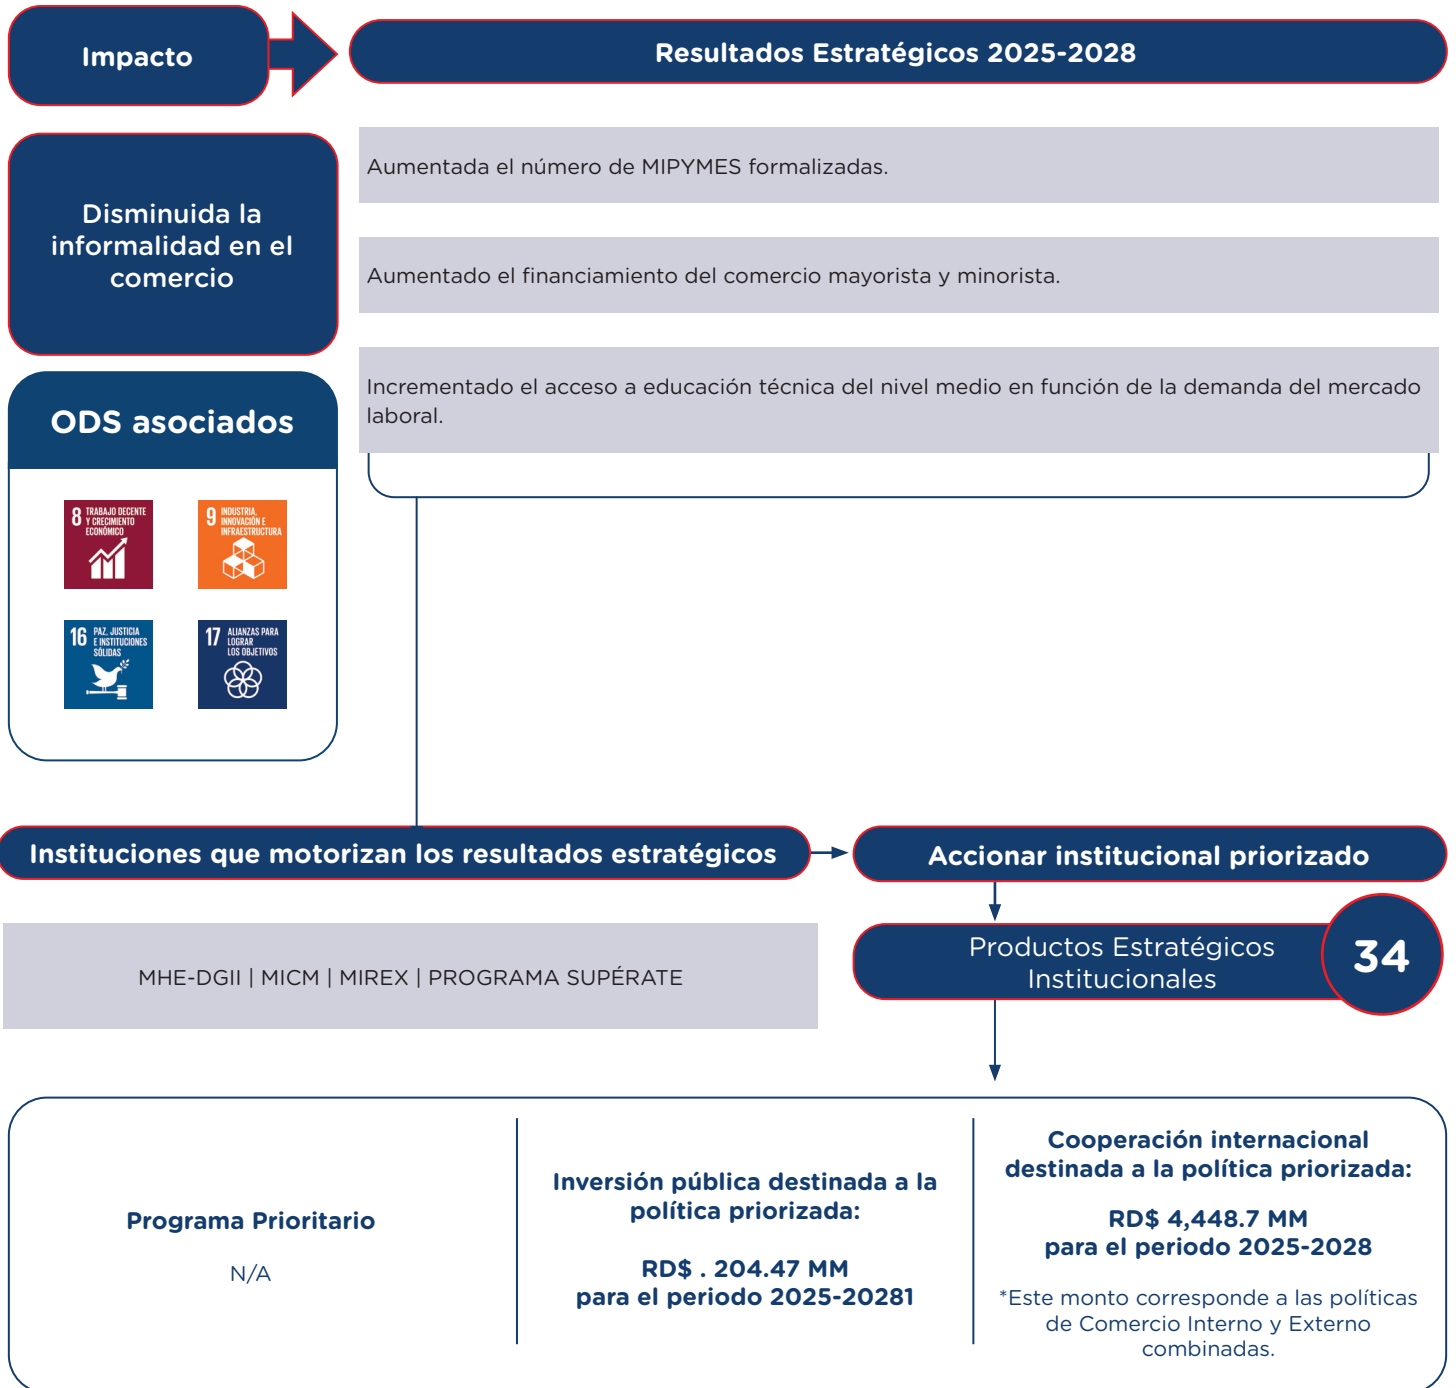 Impacto
Resultados Estratégicos 2025-2028
Disminuida la
informalidad en el
comercio
Aumentada el número de MIPYMES formalizadas.
Aumentado el financiamiento del comercio mayorista y minorista.
Incrementado el acceso a educación técnica del nivel medio en función de la demanda del mercado
laboral.
ODS asociados
8 TRABAJO DECENTE
Y CRECIMIENTO
ECONÓMICO
9 INDUSTRIA,
INNOVACIÓN E
INFRAESTRUCTURA
16 PAZ, JUSTICIA
E INSTITUCIONES
SÓLIDAS
17 ALIANZAS PARA
LOGRAR
LOS OBJETIVOS
Instituciones que motorizan los resultados estratégicos
Accionar institucional priorizado
MHE-DGII | MICM | MIREX | PROGRAMA SUPÉRATE
Productos Estratégicos
Institucionales
34
Programa Prioritario
N/A
Inversión pública destinada a la
política priorizada:
RD$ . 204.47 MM
para el periodo 2025-20281
Cooperación internacional
destinada a la política priorizada:
RD$ 4,448.7 MM
para el periodo 2025-2028
*Este monto corresponde a las políticas
de Comercio Interno y Externo
combinadas.